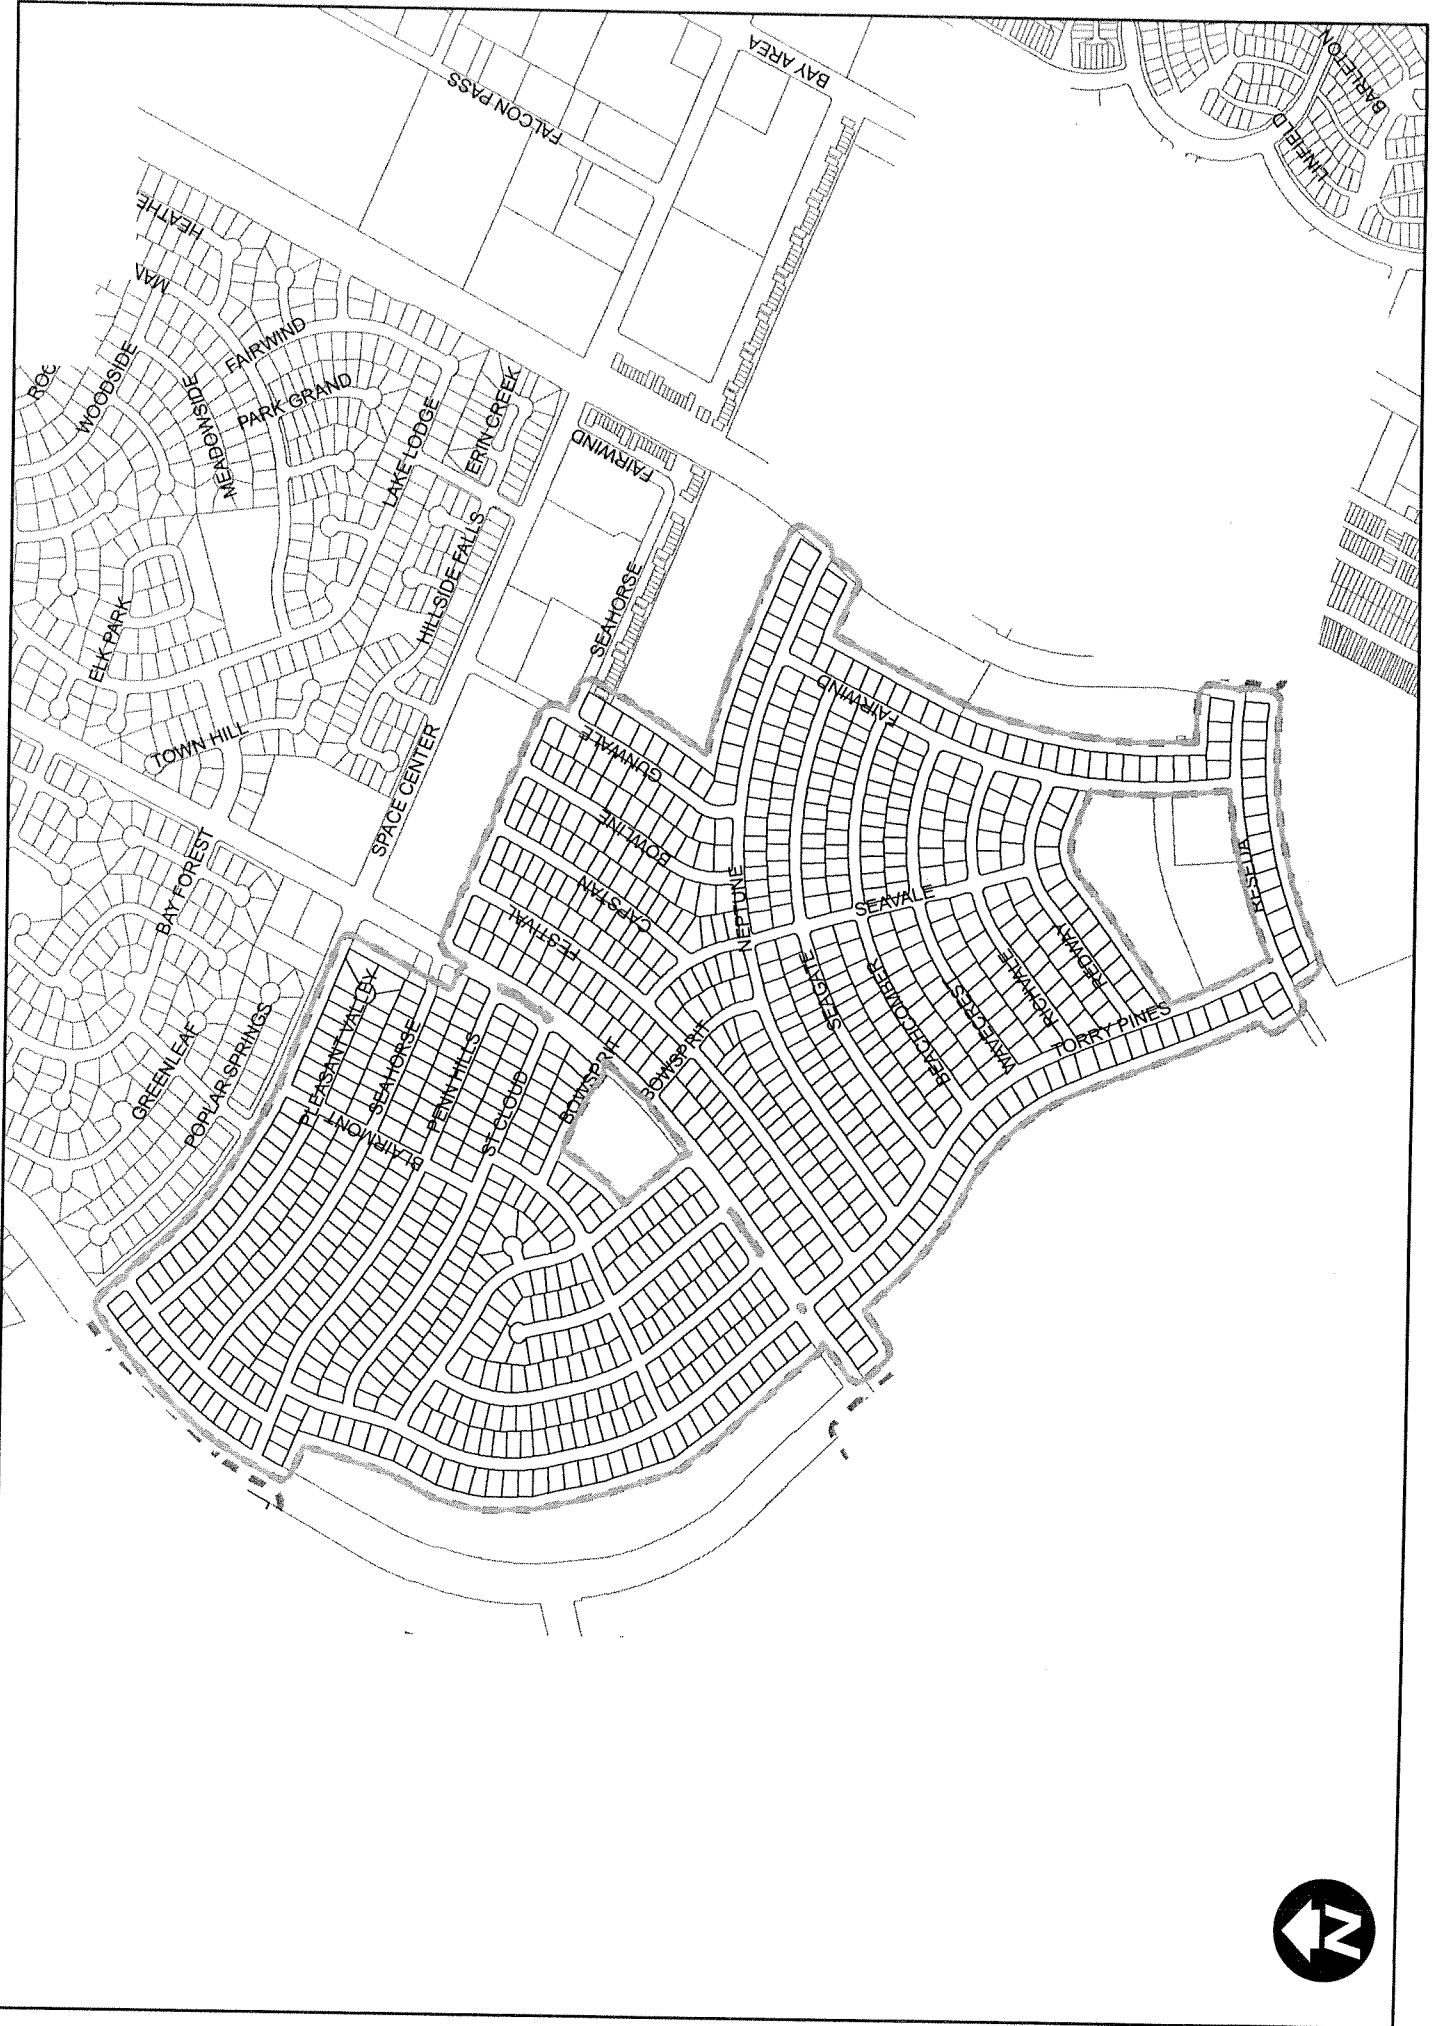 BAY AREA
FALCON PASS
BARLETON
LINFIELD
HEATHE
MAN
ROC
WOODSIDE
FAIRWIND
MEADOWSIDE
PARK GRAND
LAKE LODGE
ERIN CREEK
FAIRWIND
HILLSIDE FALLS
ELK PARK
SEAHORSE
TOWN HILL
SPACE CENTER
FAIRWIND
GUNWALE
BOWLINE
BAY FOREST
CAPSTAN
NEPTUNE
SEAVALE
FESTIVAL
RESEDA
PLEASANT VALLEY
SEAGATE
BEACHCOMBER
WAVECREST
RICHVALE
REDWAY
TORRY PINES
GREENLEAF
POPLAR SPRINGS
SEAHORSE
PENN HILLS
ST CLOUD
BOWSPRIT
BOWSPRIT
BLAIRMONT
N